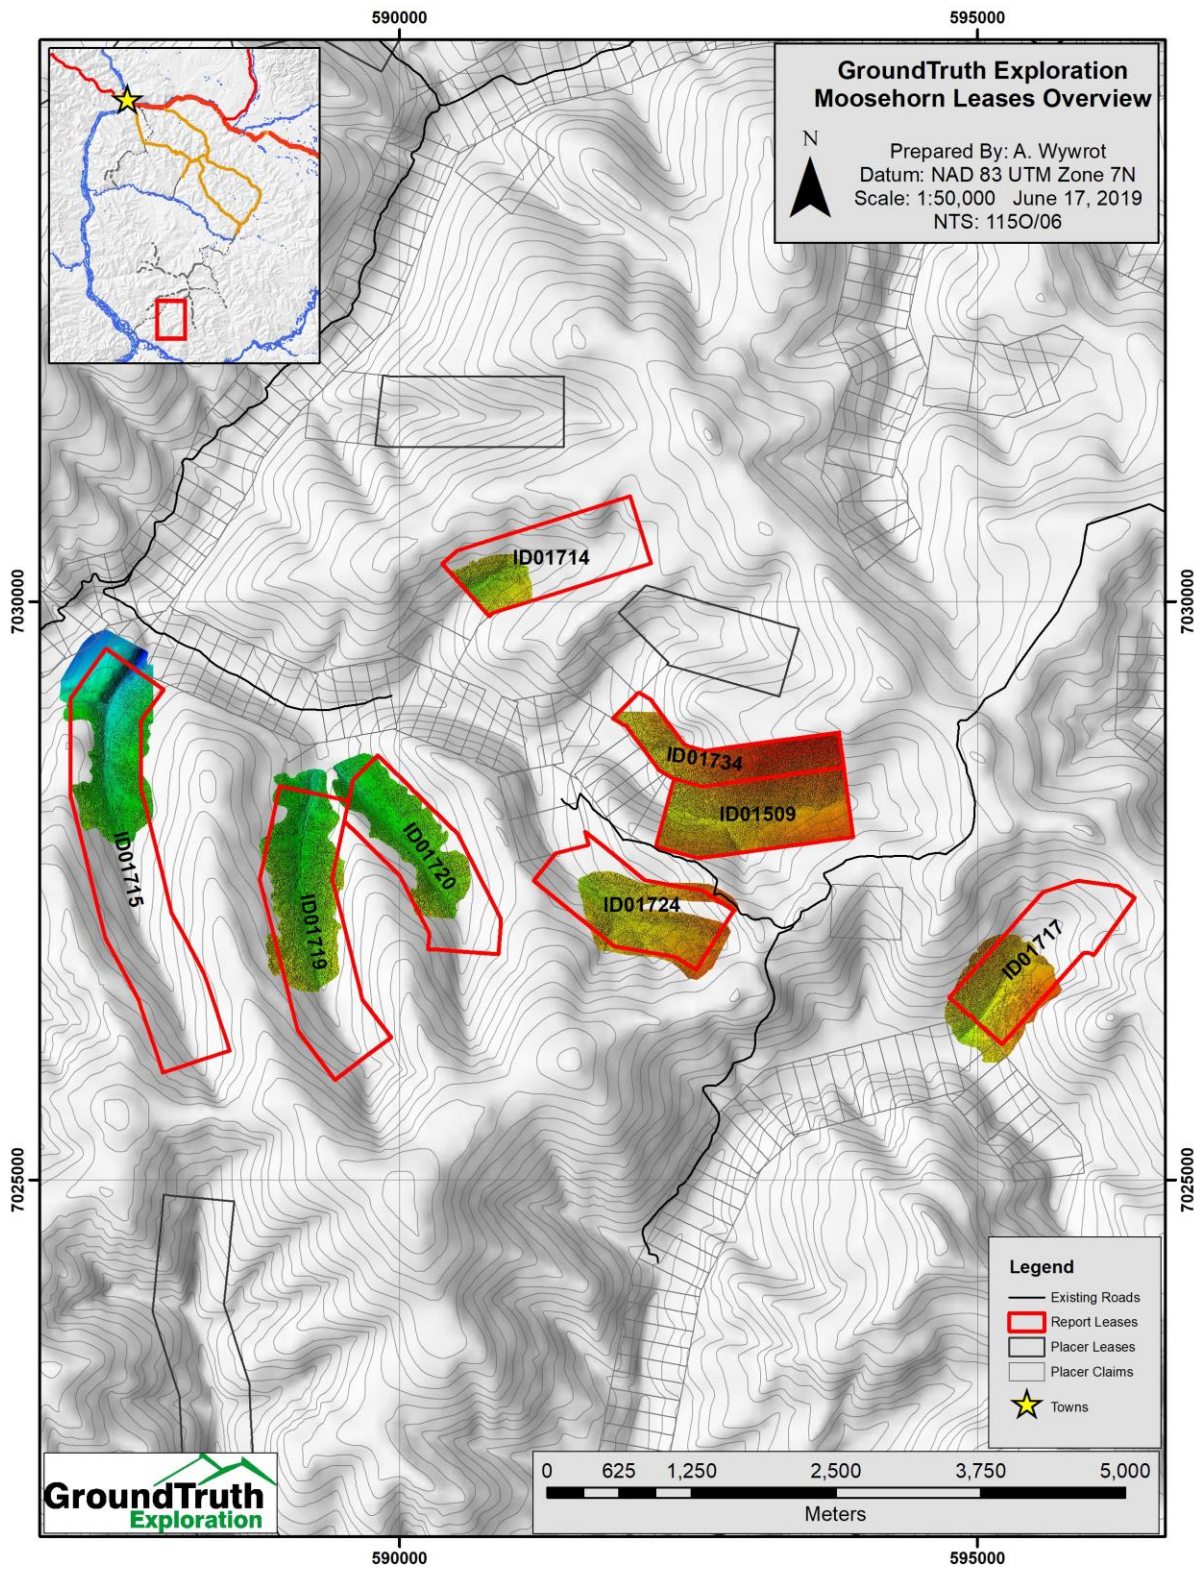 590000
595000
GroundTruth Exploration
Moosehorn Leases Overview
N
Prepared By: A. Wywrot
Datum: NAD 83 UTM Zone 7N
Scale: 1:50,000 June 17, 2019
NTS: 115O/06
ID01714
7030000
7030000
ID01734
ID01509
ID01715
ID01720
ID01719
ID01724
ID01717
7025000
7025000
Legend
Existing Roads
Report Leases
Placer Leases
Placer Claims
Towns
GroundTruth
Exploration
0 625 1,250 2,500 3,750 5,000
Meters
590000
595000